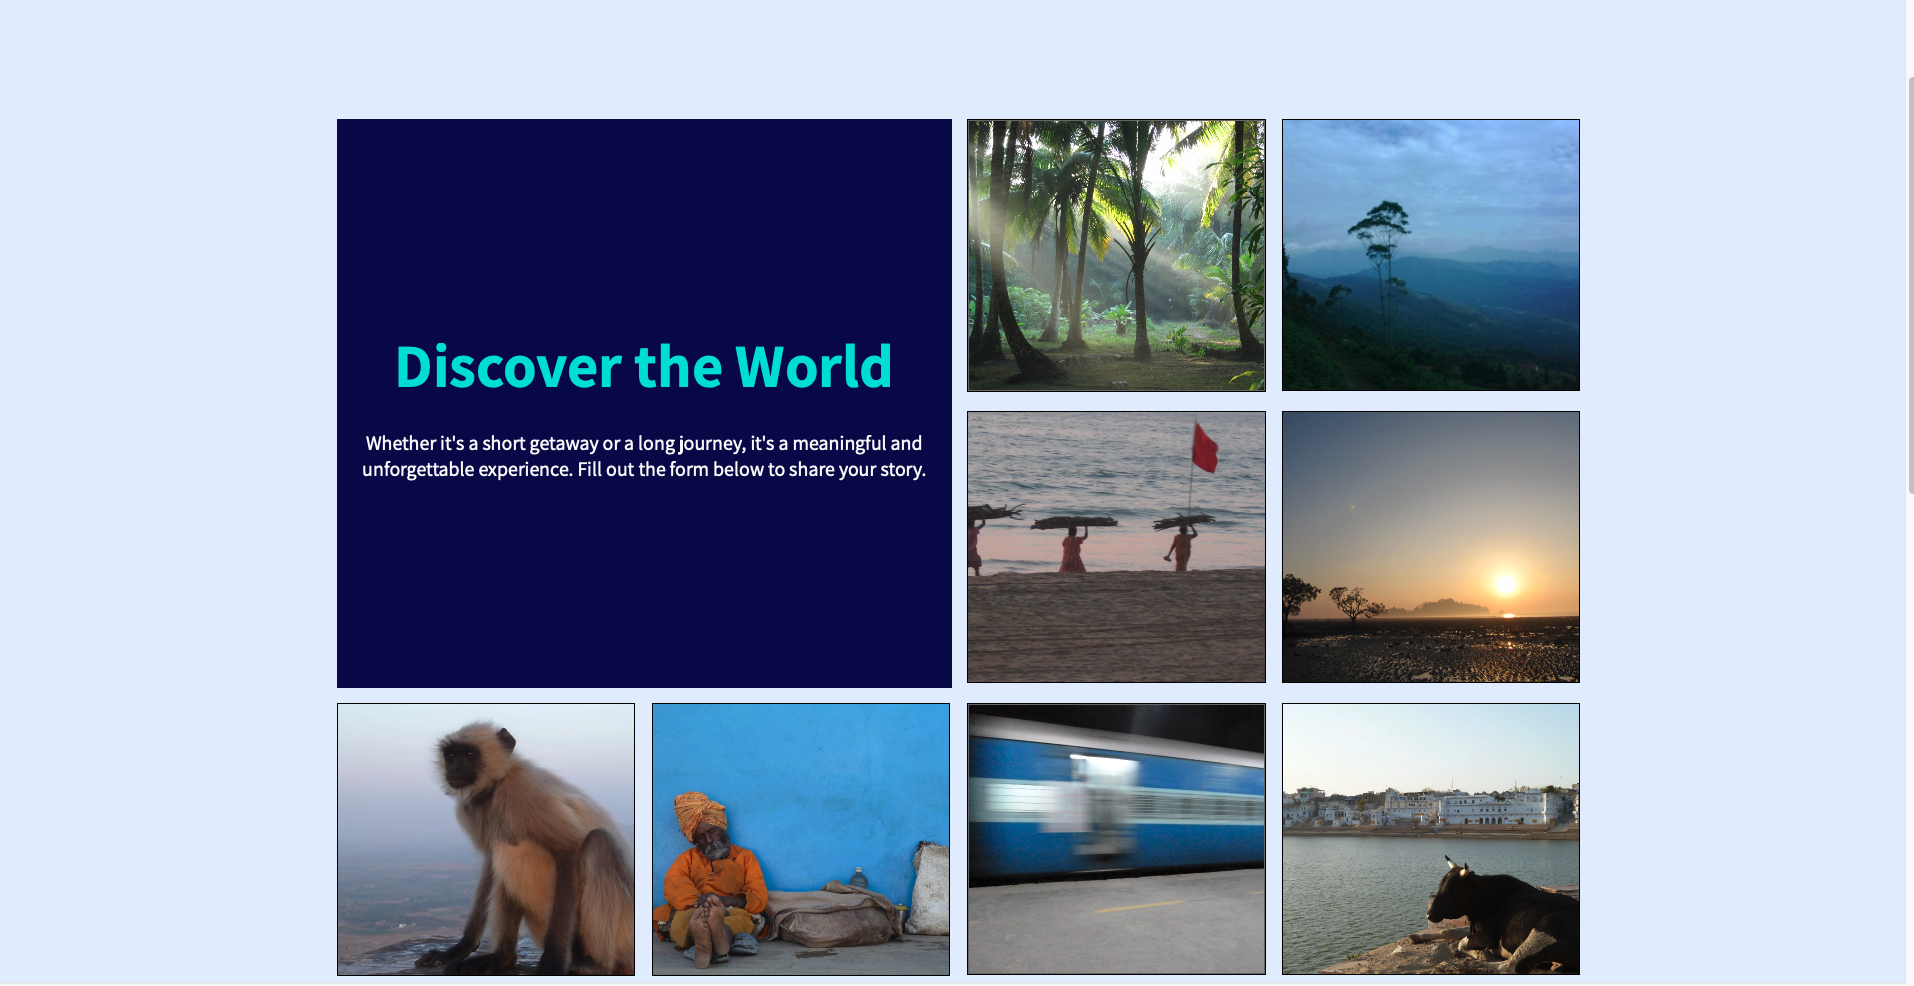 Discover the World
Whether it's a short getaway or a long journey, it's a meaningful and
unforgettable experience. Fill out the form below to share your story.